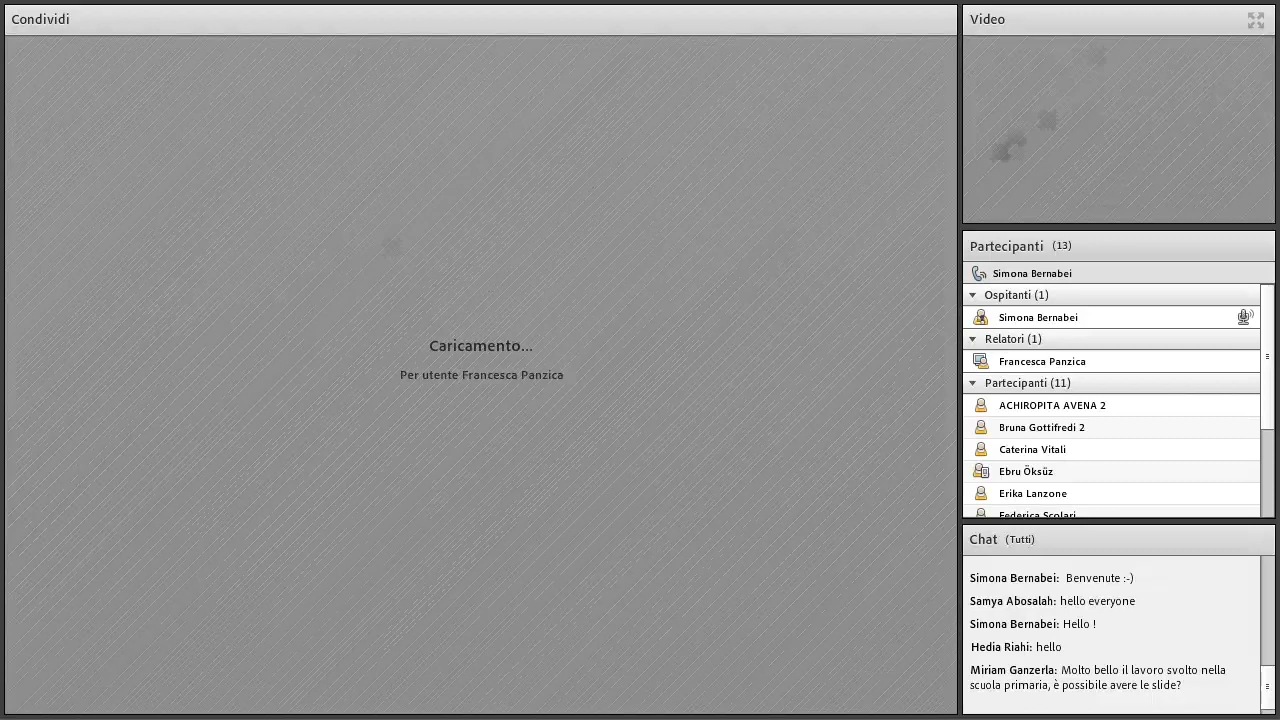 Condividi
Caricamento...
Per utente Francesca Panzica
Video
Partecipanti (13)
Simona Bernabei
Ospitanti (1)
Simona Bernabei
Relatori (1)
Francesca Panzica
Partecipanti (11)
ACHIROPITA AVENA 2
Bruna Gottifredi 2
Caterina Vitali
Ebru Öksüz
Erika Lanzone
Federica Scolari
Chat (Tutti)
Simona Bernabei: Benvenute :-)
Samya Abosalah: hello everyone
Simona Bernabei: Hello !
Hedia Riahi: hello
Miriam Ganzerla: Molto bello il lavoro svolto nella
scuola primaria, è possibile avere le slide?